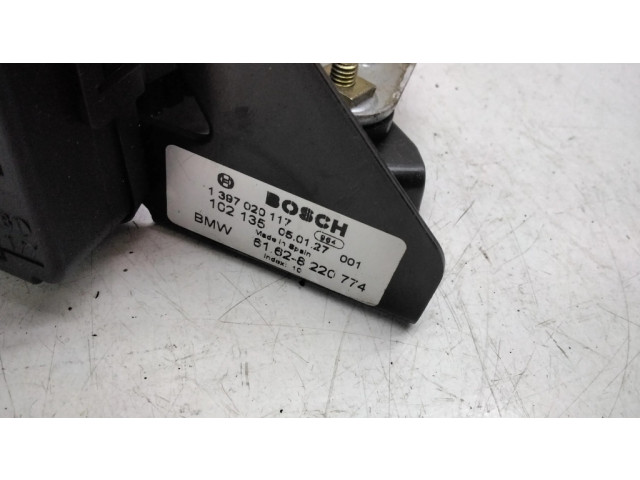 BOSCH
1 397 020 117
102 135 05.01.27 001
984
Made in Spain
BMW 61 62-8 220 774
Index: 10